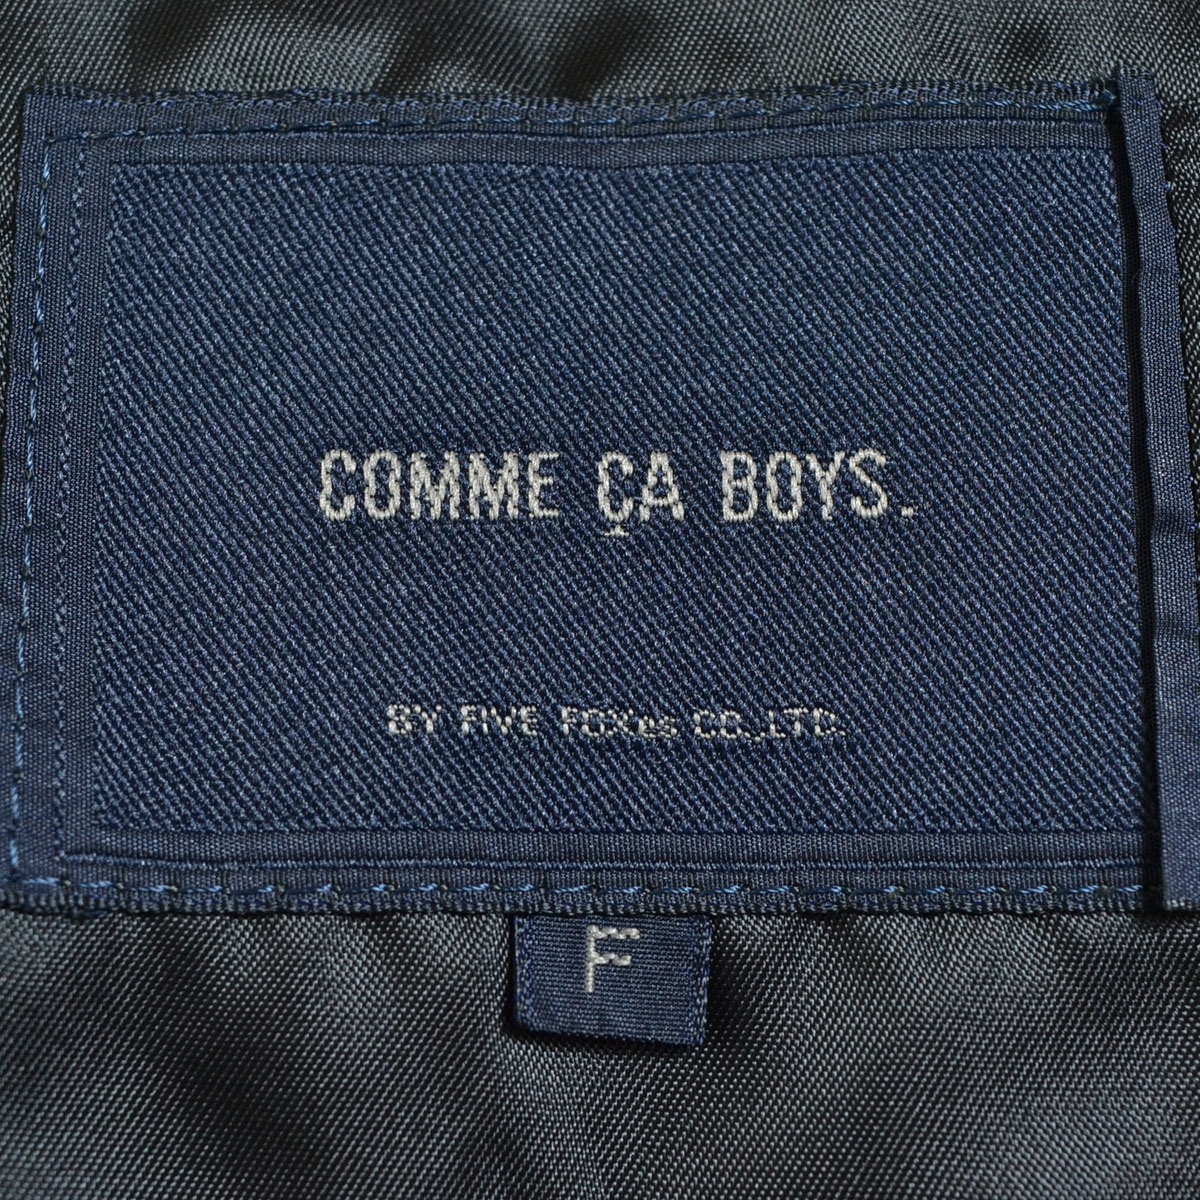 COMME ÇA BOYS.
BY FIVE FOXes CO.,LTD.
F